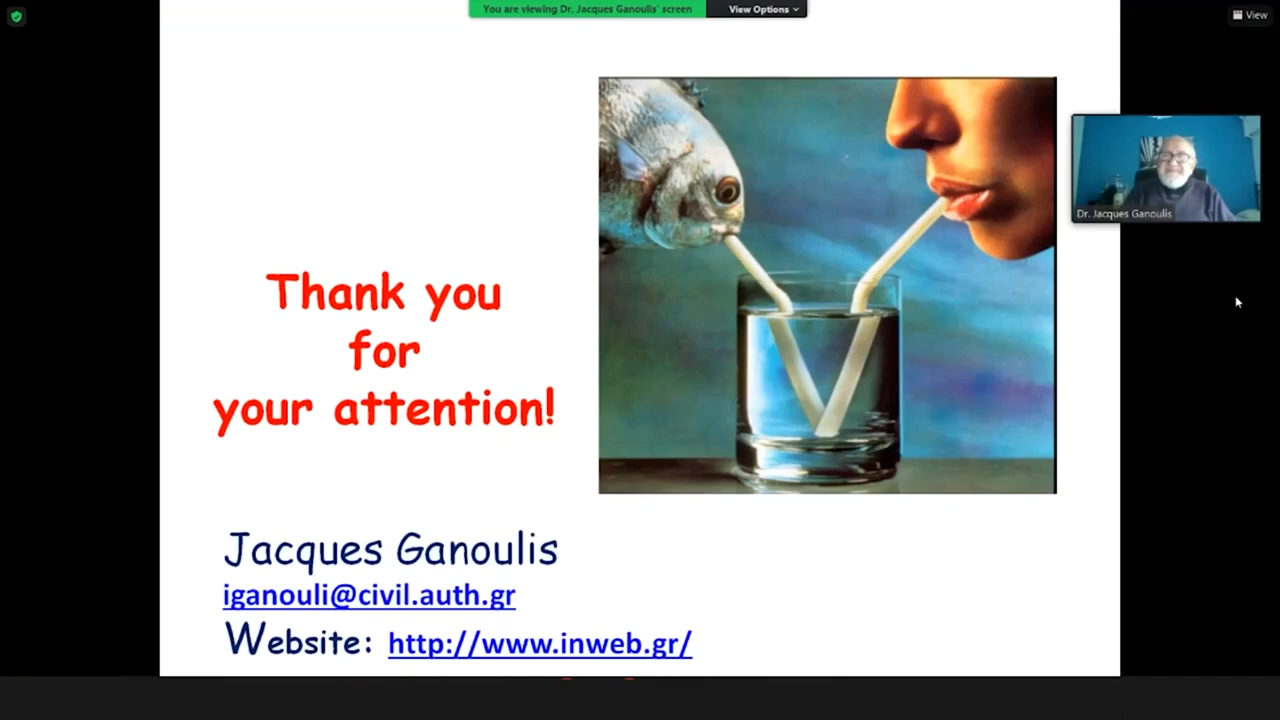 You are viewing Dr. Jacques Ganoulis' screen
View Options
View
Dr. Jacques Ganoulis
Thank you
for
your attention!
Jacques Ganoulis
iganouli@civil.auth.gr
Website: http://www.inweb.gr/